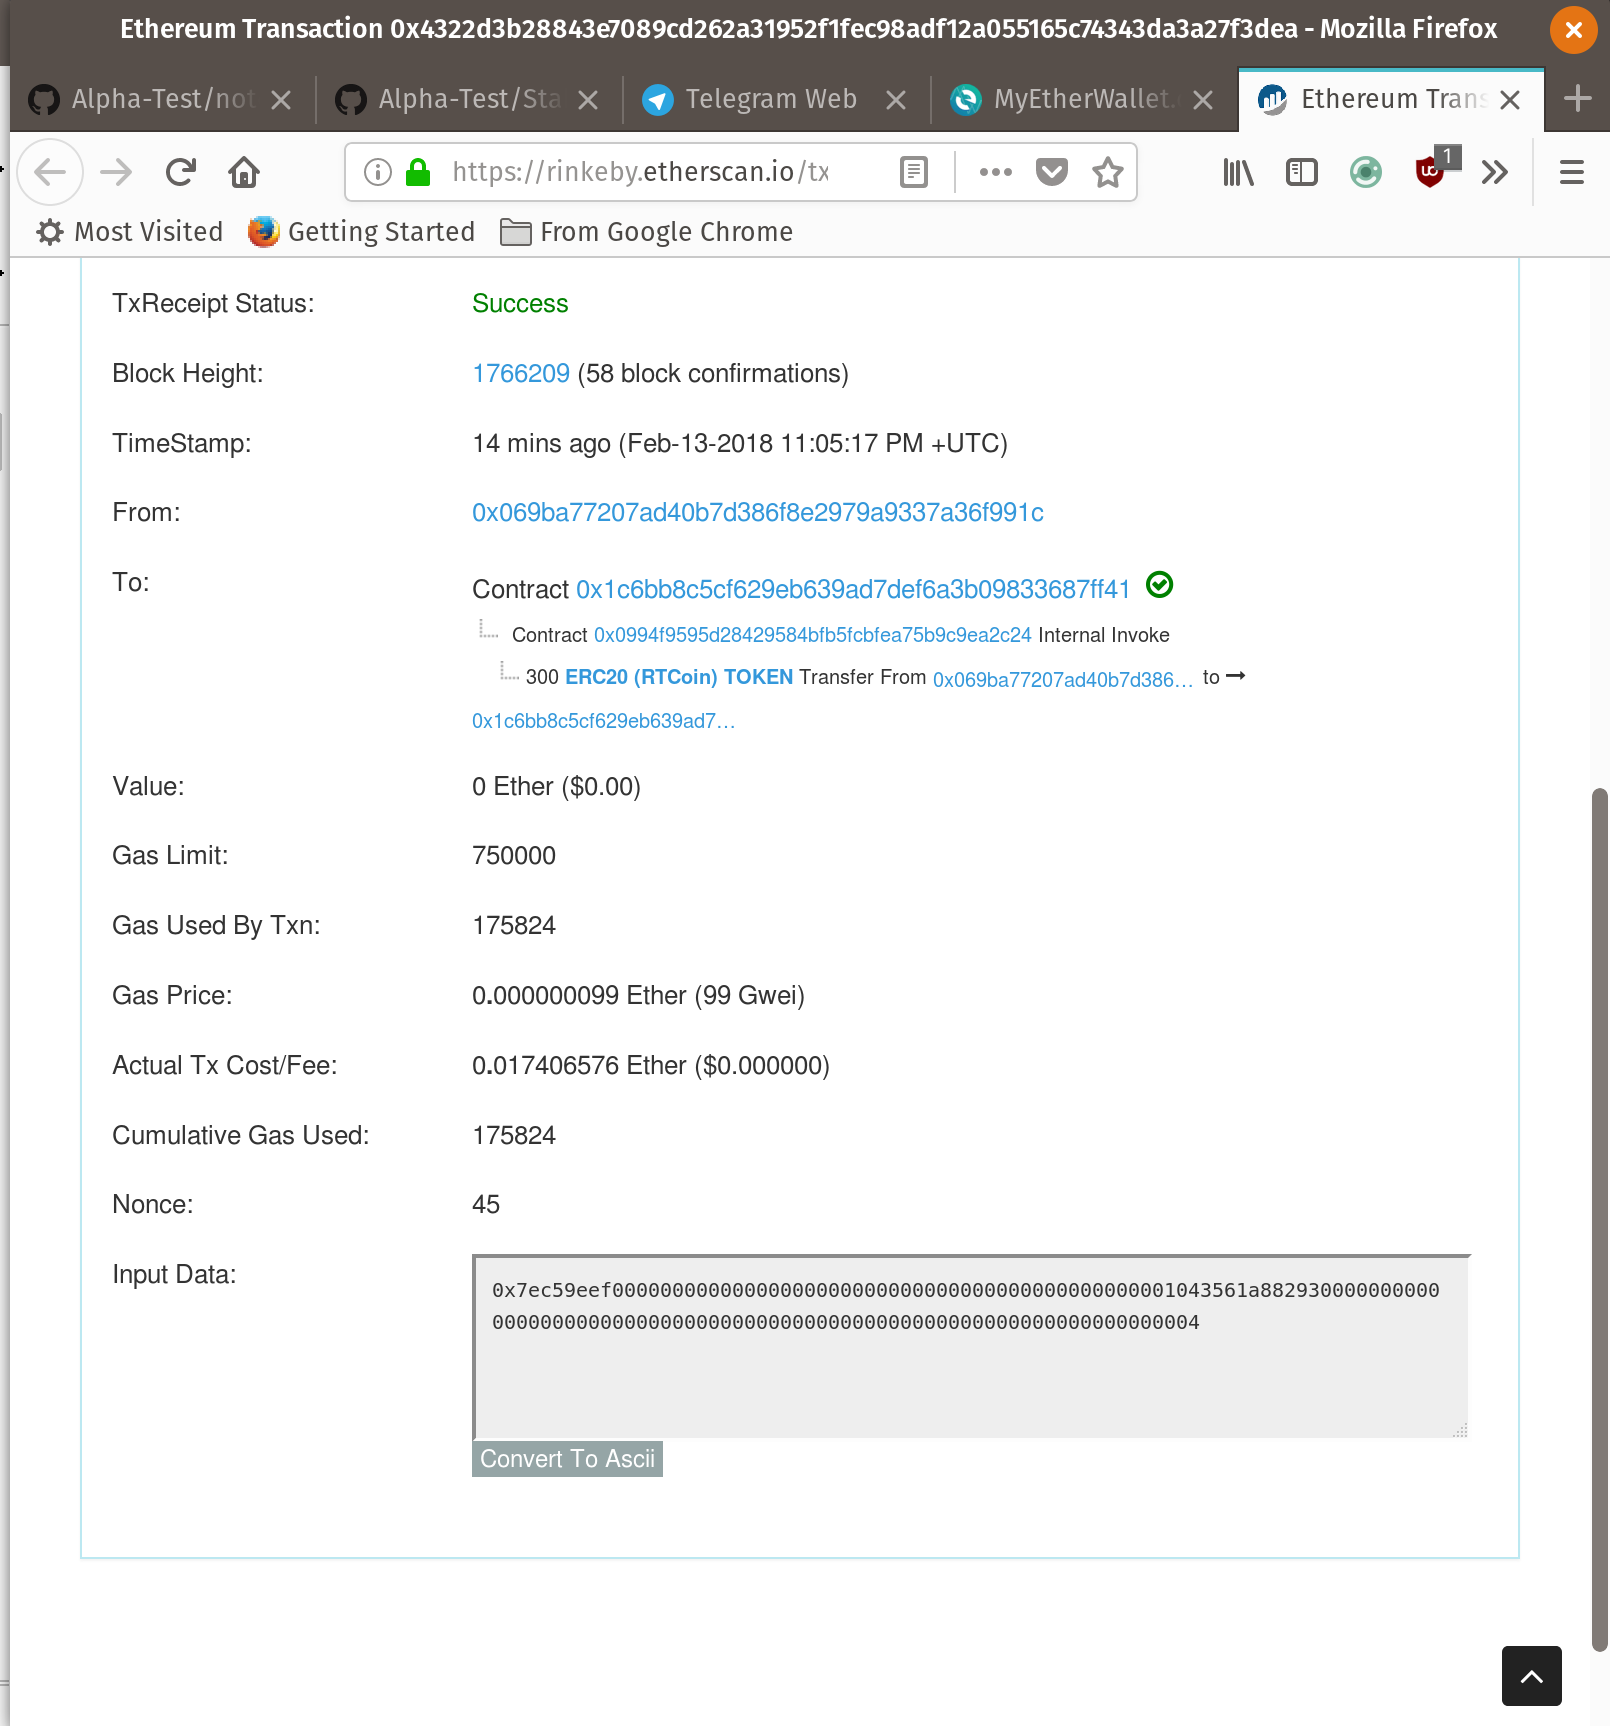 Ethereum Transaction 0x4322d3b28843e7089cd262a31952f1fec98adf12a055165c74343da3a27f3dea - Mozilla Firefox
Alpha-Test/not Alpha-Test/Sta Telegram Web MyEtherWallet. Ethereum Trans
https://rinkeby.etherscan.io/tx 1
Most Visited Getting Started From Google Chrome
TxReceipt Status: Success
Block Height: 1766209 (58 block confirmations)
TimeStamp: 14 mins ago (Feb-13-2018 11:05:17 PM +UTC)
From: 0x069ba77207ad40b7d386f8e2979a9337a36f991c
To: Contract 0x1c6bb8c5cf629eb639ad7def6a3b09833687ff41
Contract 0x0994f9595d28429584bfb5fcbfea75b9c9ea2c24 Internal Invoke
300 ERC20 (RTCoin) TOKEN Transfer From 0x069ba77207ad40b7d386... to →
0x1c6bb8c5cf629eb639ad7...
Value: 0 Ether ($0.00)
Gas Limit: 750000
Gas Used By Txn: 175824
Gas Price: 0.000000099 Ether (99 Gwei)
Actual Tx Cost/Fee: 0.017406576 Ether ($0.000000)
Cumulative Gas Used: 175824
Nonce: 45
Input Data: 0x7ec59eef00000000000000000000000000000000000000000000001043561a882930000000000
00000000000000000000000000000000000000000000000000000000004
Convert To Ascii